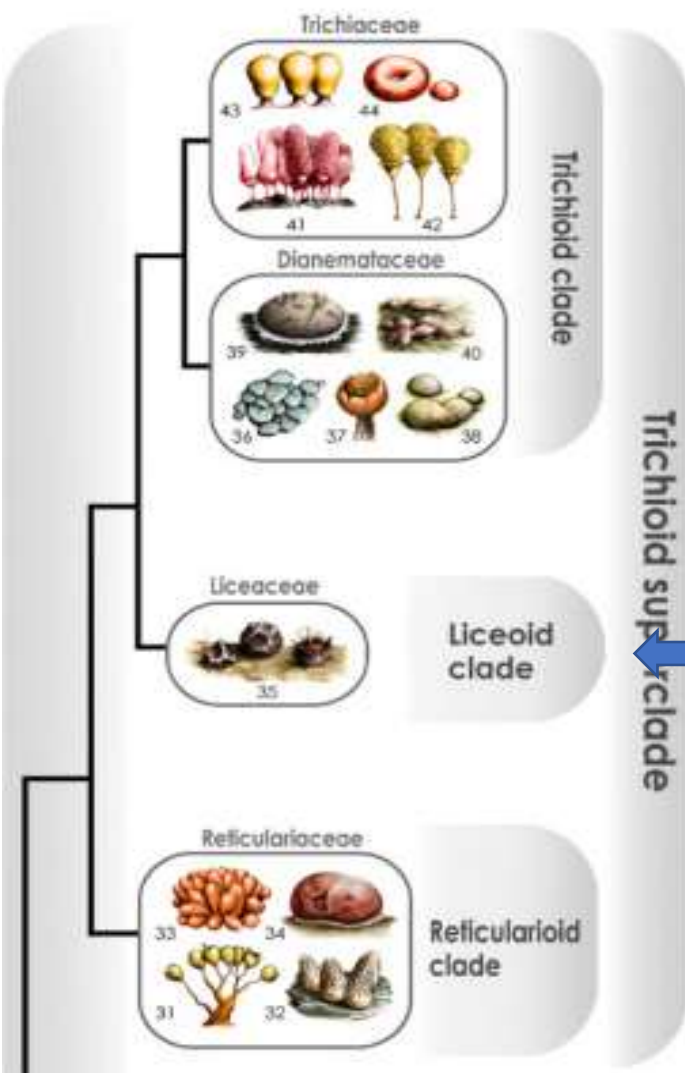 Trichiaceae
43
44
41
42
Trichioid clade
Dianemataceae
39
40
36
37
38
Trichioid superclade
Liceaceae
35
Liceoid
clade
Reticulariaceae
33
34
31
32
Reticularioid
clade